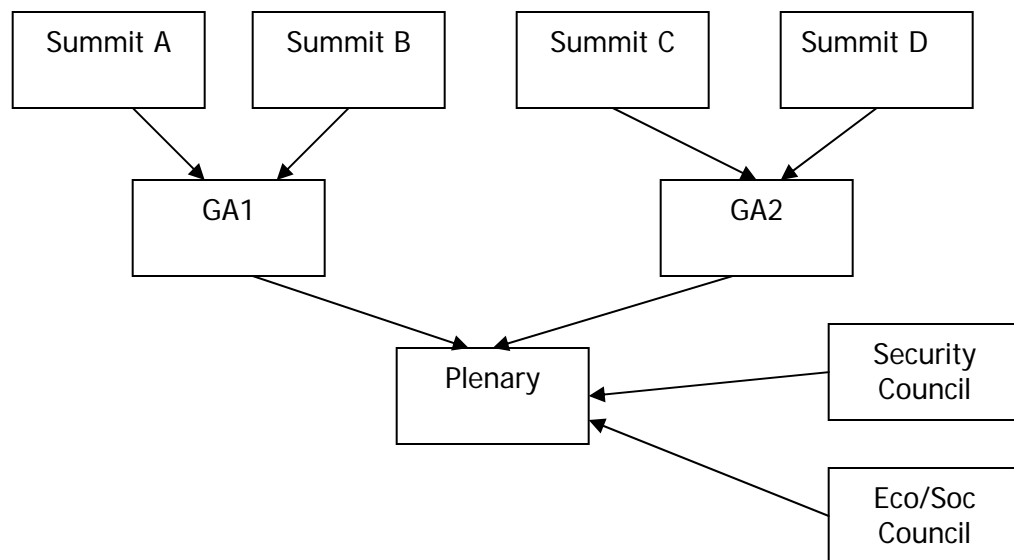 Summit A
Summit B
Summit C
Summit D
GA1
GA2
Plenary
Security
Council
Eco/Soc
Council